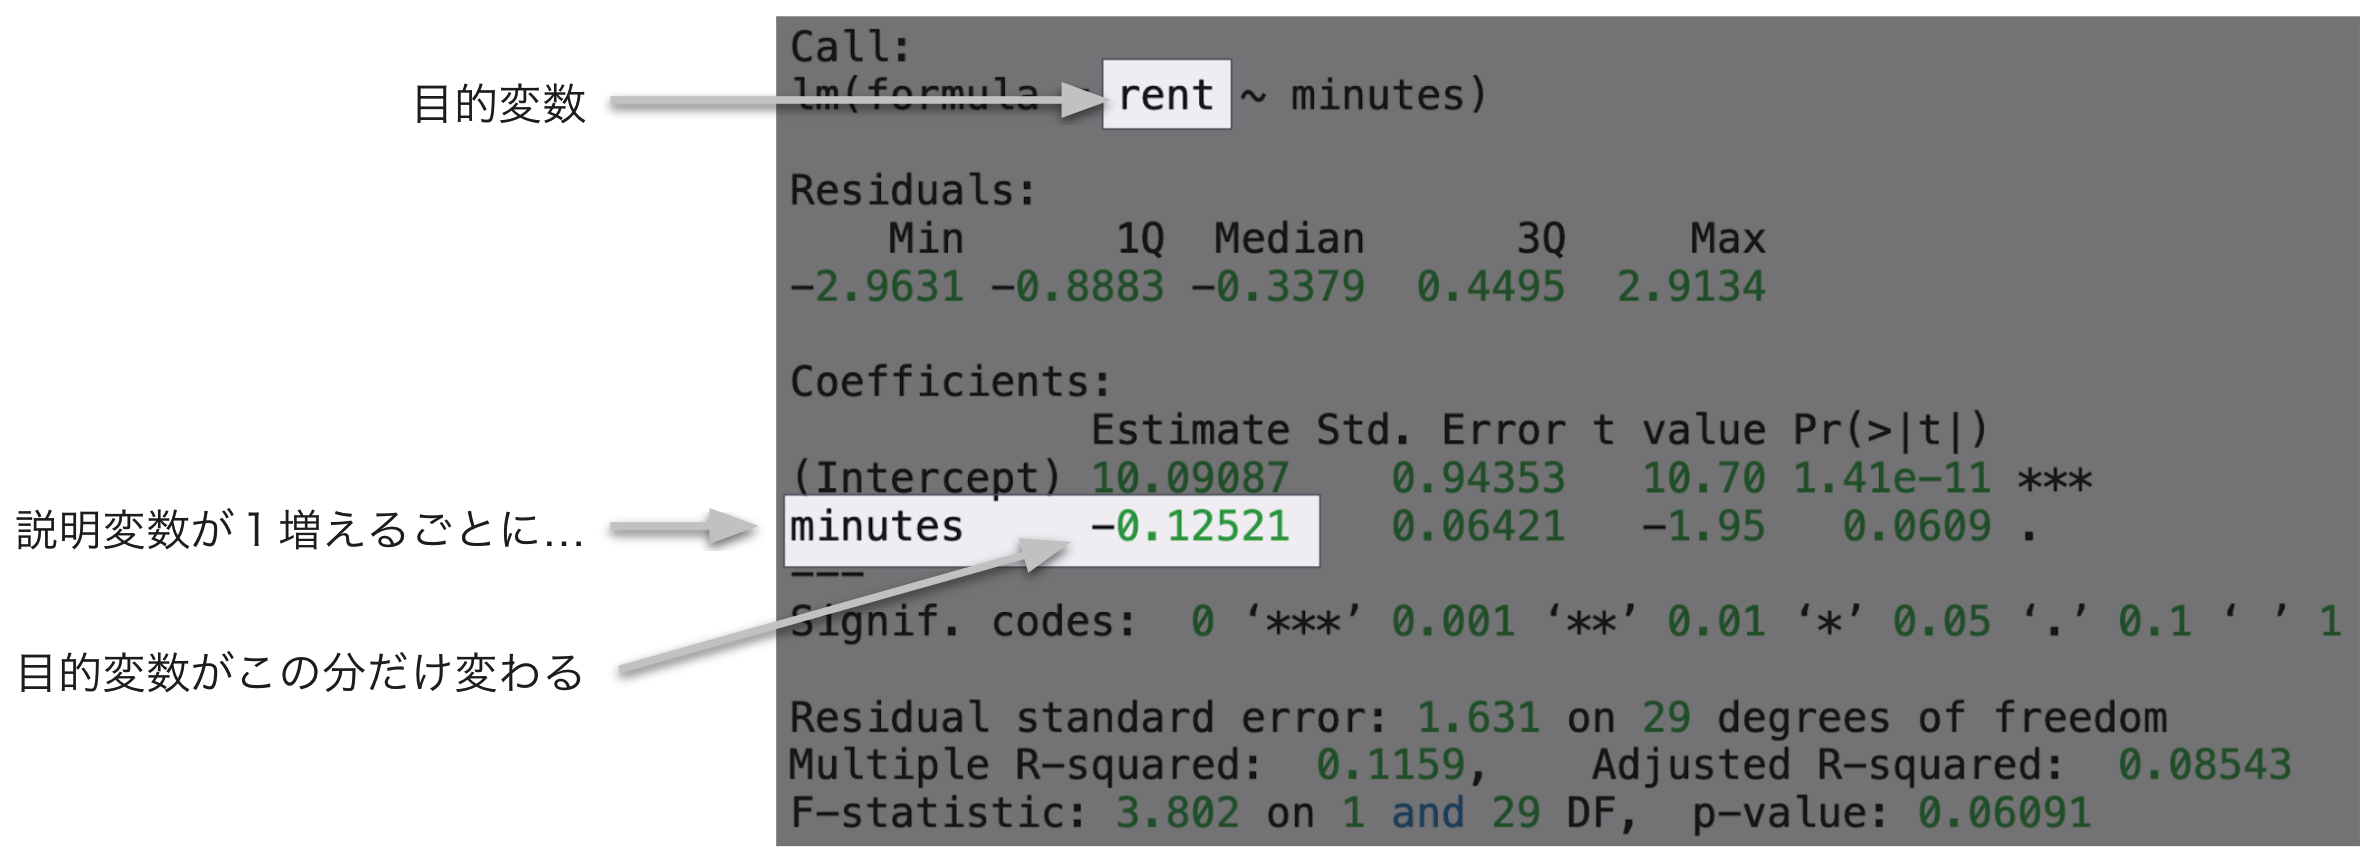 Call:
目的変数
lm(formula = rent ~ minutes)
Residuals:
Min 1Q Median 3Q Max
−2.9631 −0.8883 −0.3379 0.4495 2.9134
Coefficients:
Estimate Std. Error t value Pr(>|t|)
(Intercept) 10.09087 0.94353 10.70 1.41e−11 ***
説明変数が１増えるごとに…
minutes −0.12521 0.06421 −1.95 0.0609 .
−−−
Signif. codes: 0 ‘***’ 0.001 ‘**’ 0.01 ‘*’ 0.05 ‘.’ 0.1 ‘ ’ 1
目的変数がこの分だけ変わる
Residual standard error: 1.631 on 29 degrees of freedom
Multiple R−squared: 0.1159, Adjusted R−squared: 0.08543
F−statistic: 3.802 on 1 and 29 DF, p−value: 0.06091